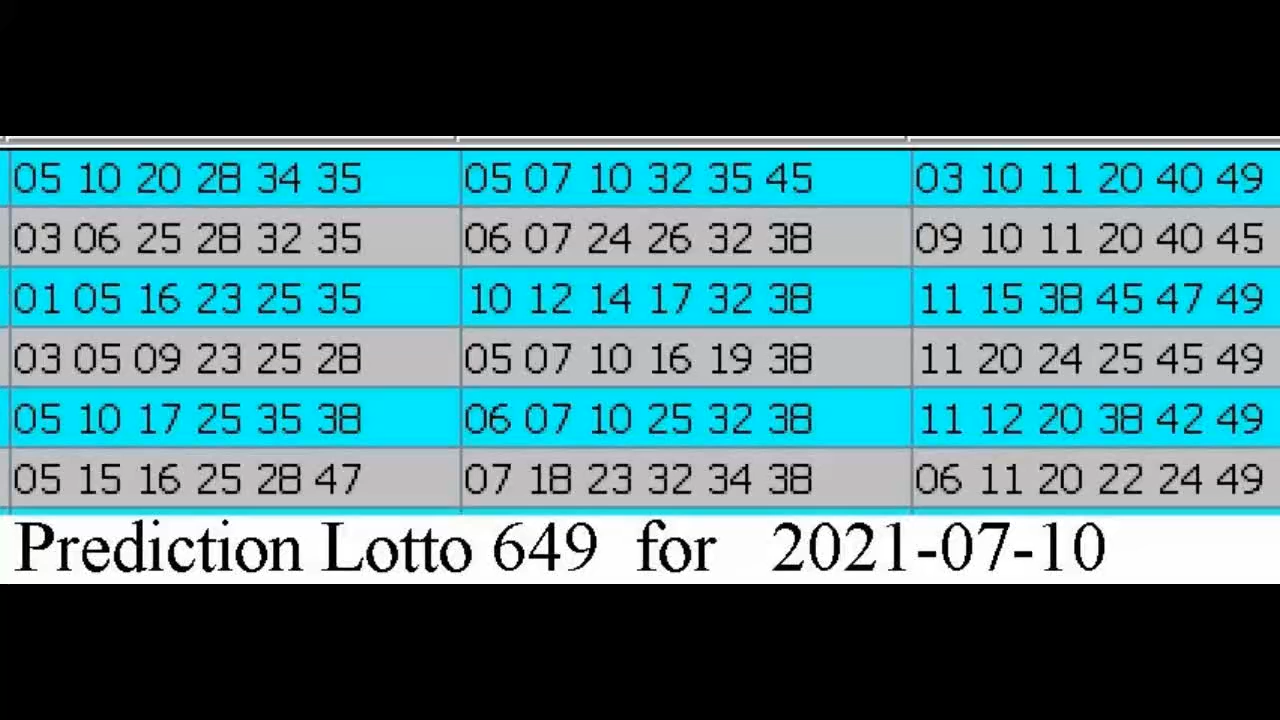 05 10 20 28 34 35 05 07 10 32 35 45 03 10 11 20 40 49
03 06 25 28 32 35 06 07 24 26 32 38 09 10 11 20 40 45
01 05 16 23 25 35 10 12 14 17 32 38 11 15 38 45 47 49
03 05 09 23 25 28 05 07 10 16 19 38 11 20 24 25 45 49
05 10 17 25 35 38 06 07 10 25 32 38 11 12 20 38 42 49
05 15 16 25 28 47 07 18 23 32 34 38 06 11 20 22 24 49
Prediction Lotto 649 for 2021-07-10